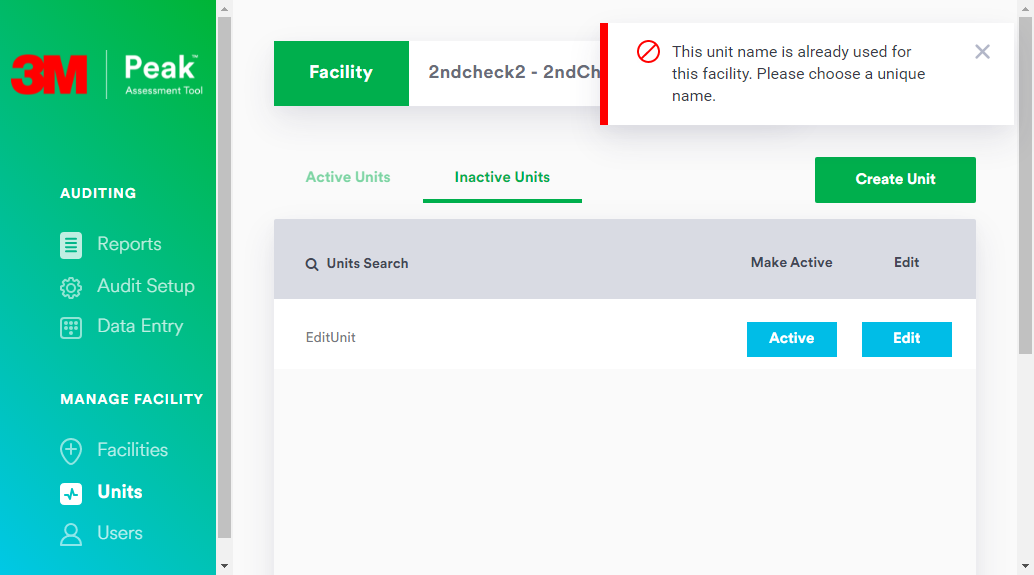 3M
Peak™
Assessment Tool
AUDITING
Reports
Audit Setup
Data Entry
MANAGE FACILITY
Facilities
Units
Users
Facility
2ndcheck2 - 2ndCh
This unit name is already used for
this facility. Please choose a unique
name.
Active Units
Inactive Units
Create Unit
Units Search
Make Active
Edit
EditUnit
Active
Edit